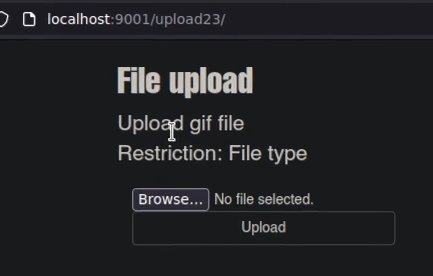 localhost:9001/upload23/
File upload
Upload gif file
Restriction: File type
Browse... No file selected.
Upload